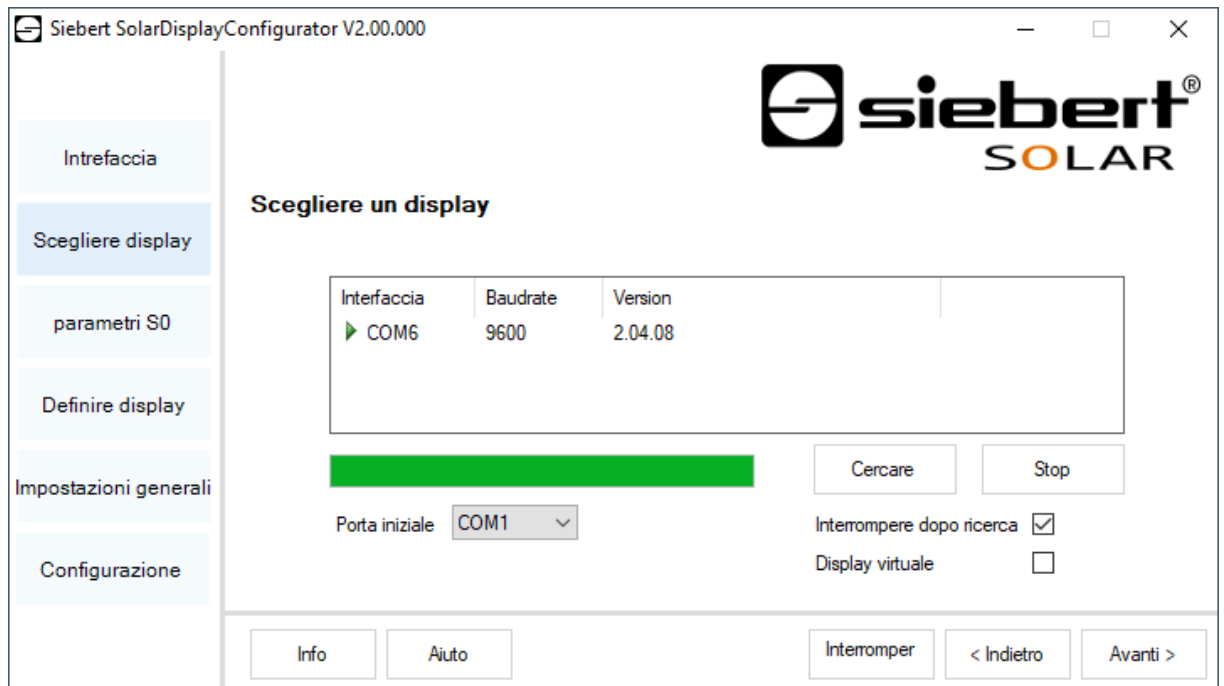 Siebert SolarDisplayConfigurator V2.00.000
siebert®
SOLAR
Intrefaccia
Scegliere display
parametri S0
Definire display
Impostazioni generali
Configurazione
Scegliere un display
Interfaccia Baudrate Version
COM6 9600 2.04.08
Cercare Stop
Porta iniziale COM1
Interrompere dopo ricerca
Display virtuale
Info Aiuto Interromper < Indietro Avanti >